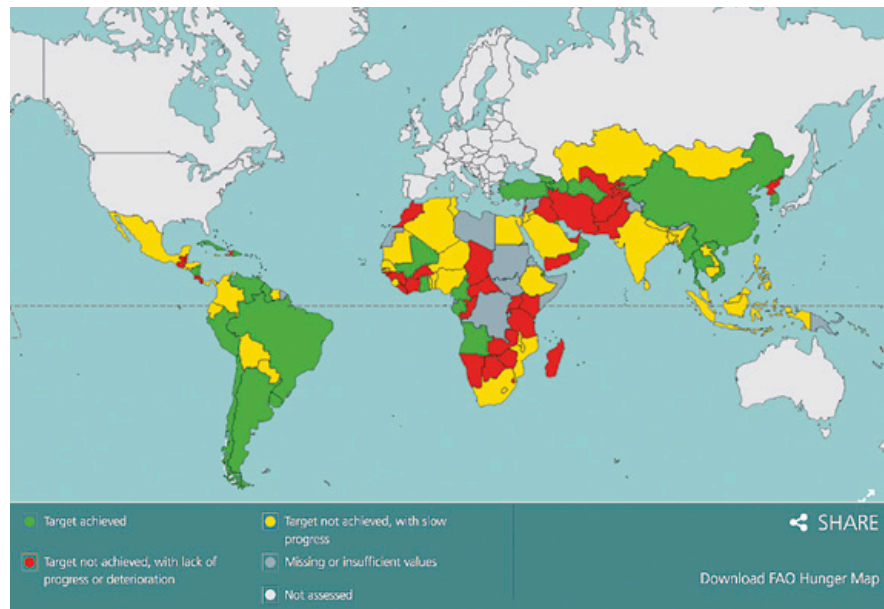 Target achieved
Target not achieved, with lack of
progress or deterioration
Target not achieved, with slow
progress
Missing or insufficient values
Not assessed
SHARE
Download FAO Hunger Map